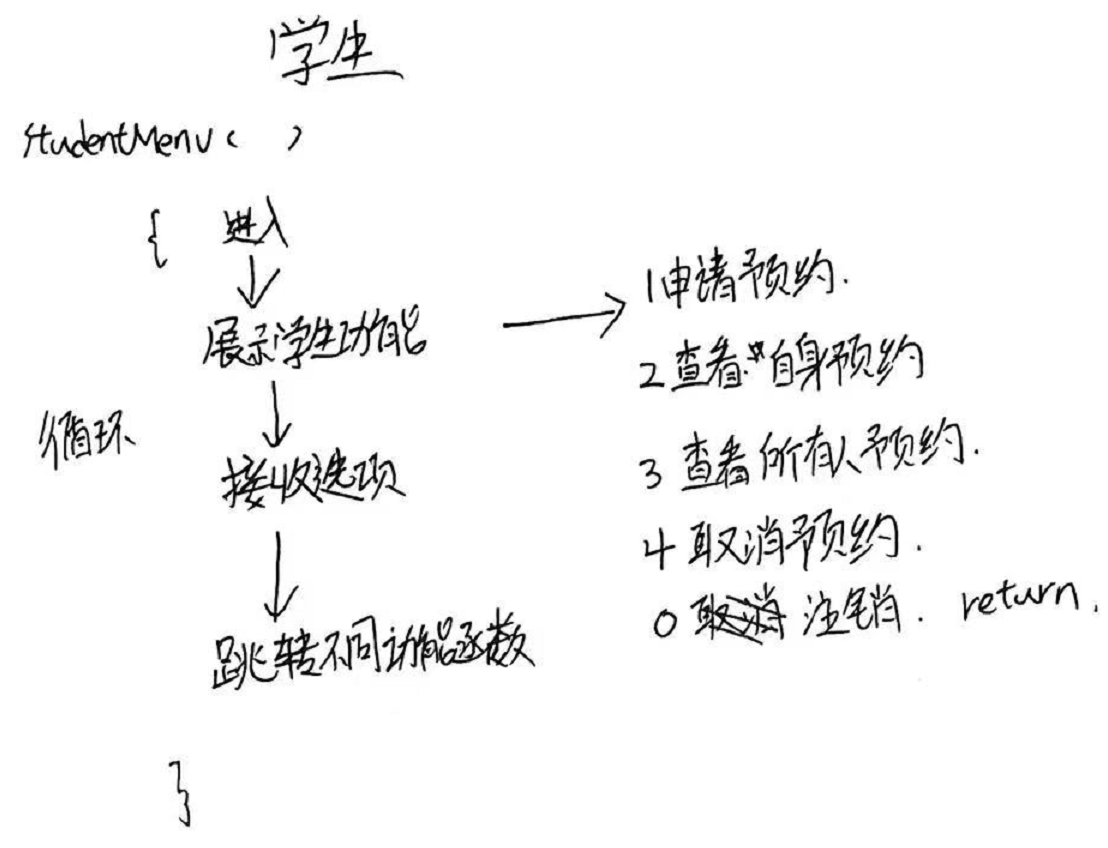 学生
studentMenu( )
{ 进入
展示学生功能
循环
接收选项
跳转不同功能函数
}
1 申请预约.
2 查看自身预约
3 查看所有人预约.
4 取消预约.
0 取消 注销. return.